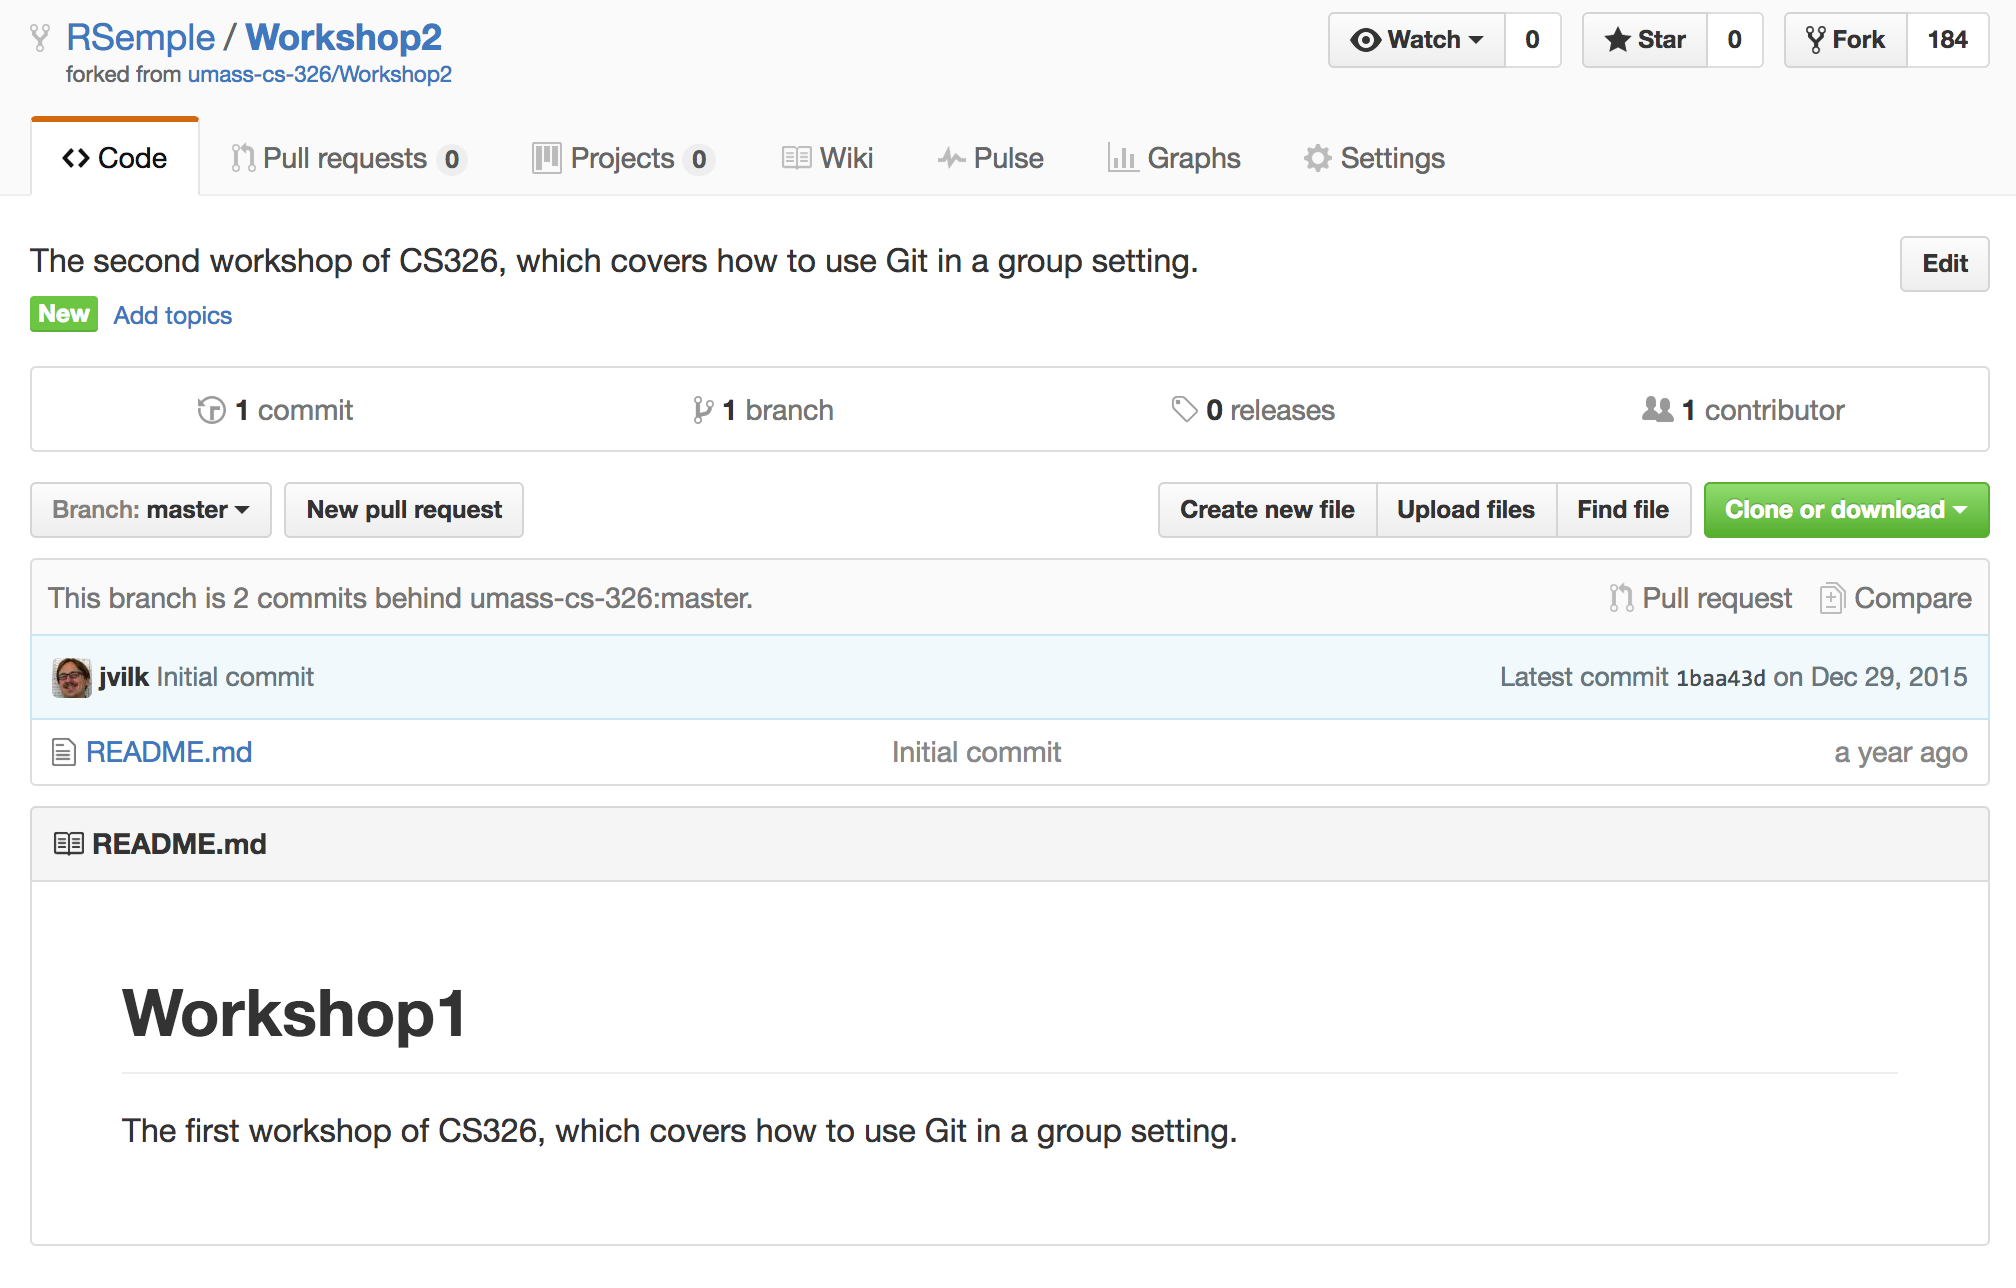 RSemple / Workshop2
Watch 0 Star 0 Fork 184
forked from umass-cs-326/Workshop2
Code Pull requests 0 Projects 0 Wiki Pulse Graphs Settings
The second workshop of CS326, which covers how to use Git in a group setting.
Edit
New Add topics
1 commit 1 branch 0 releases 1 contributor
Branch: master New pull request Create new file Upload files Find file Clone or download
This branch is 2 commits behind umass-cs-326:master. Pull request Compare
jvilk Initial commit Latest commit 1baa43d on Dec 29, 2015
README.md Initial commit a year ago
README.md
Workshop1
The first workshop of CS326, which covers how to use Git in a group setting.